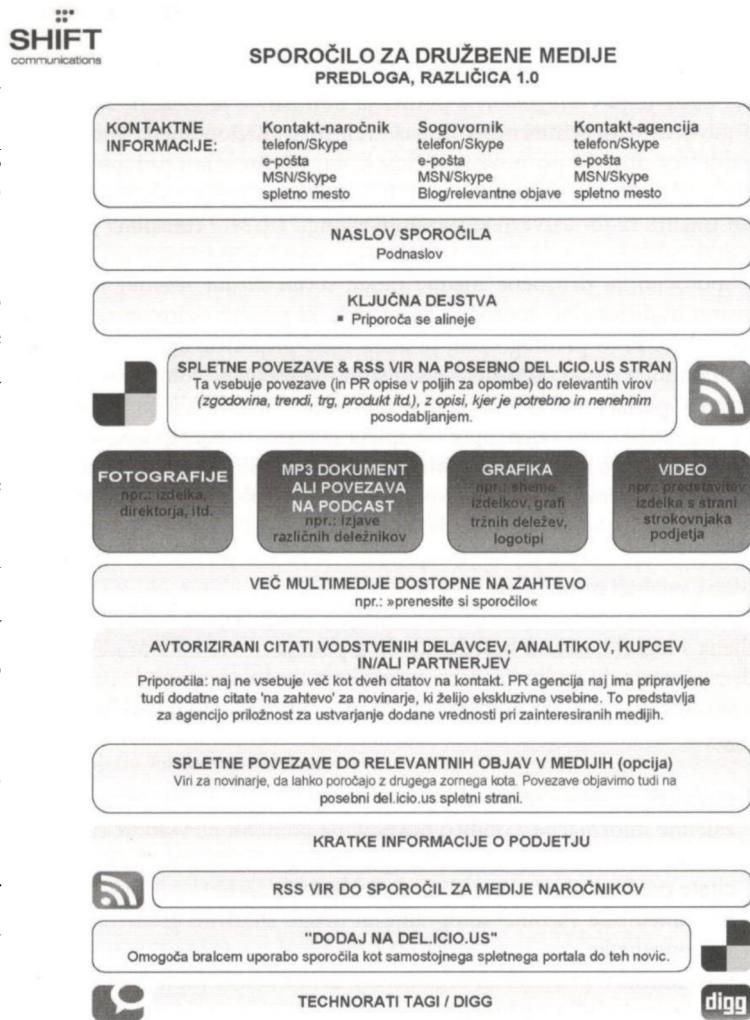 SHIFT
communications
SPOROČILO ZA DRUŽBENE MEDIJE
PREDLOGA, RAZLIČICA 1.0
KONTAKTNE
INFORMACIJE:
Kontakt-naročnik
telefon/Skype
e-pošta
MSN/Skype
spletno mesto
Sogovornik
telefon/Skype
e-pošta
MSN/Skype
Blog/relevantne objave
Kontakt-agencija
telefon/Skype
e-pošta
MSN/Skype
spletno mesto
NASLOV SPOROČILA
Podnaslov
KLJUČNA DEJSTVA
▪ Priporoča se alineje
SPLETNE POVEZAVE & RSS VIR NA POSEBNO DEL.ICIO.US STRAN
Ta vsebuje povezave (in PR opise v poljih za opombe) do relevantih virov
(zgodovina, trendi, trg, produkt itd.), z opisi, kjer je potrebno in nenehnim
posodabljanjem.
FOTOGRAFIJE
npr.: izdelka,
direktorja, itd.
MP3 DOKUMENT
ALI POVEZAVA
NA PODCAST
npr.: izjave
različnih deležnikov
GRAFIKA
npr.: sheme
izdelkov, grafi
tržnih deležev,
logotipi
VIDEO
npr.: predstavitev
izdelka s strani
strokovnjaka
podjetja
VEČ MULTIMEDIJE DOSTOPNE NA ZAHTEVO
npr.: »prenesite si sporočilo«
AVTORIZIRANI CITATI VODSTVENIH DELAVCEV, ANALITIKOV, KUPCEV
IN/ALI PARTNERJEV
Priporočila: naj ne vsebuje več kot dveh citatov na kontakt. PR agencija naj ima pripravljene
tudi dodatne citate 'na zahtevo' za novinarje, ki želijo ekskluzivne vsebine. To predstavlja
za agencijo priložnost za ustvarjanje dodane vrednosti pri zainteresiranih medijih.
SPLETNE POVEZAVE DO RELEVANTNIH OBJAV V MEDIJIH (opcija)
Viri za novinarje, da lahko poročajo z drugega zornega kota. Povezave objavimo tudi na
posebni del.icio.us spletni strani.
KRATKE INFORMACIJE O PODJETJU
RSS VIR DO SPOROČIL ZA MEDIJE NAROČNIKOV
"DODAJ NA DEL.ICIO.US"
Omogoča bralcem uporabo sporočila kot samostojnega spletnega portala do teh novic.
TECHNORATI TAGI / DIGG
digg